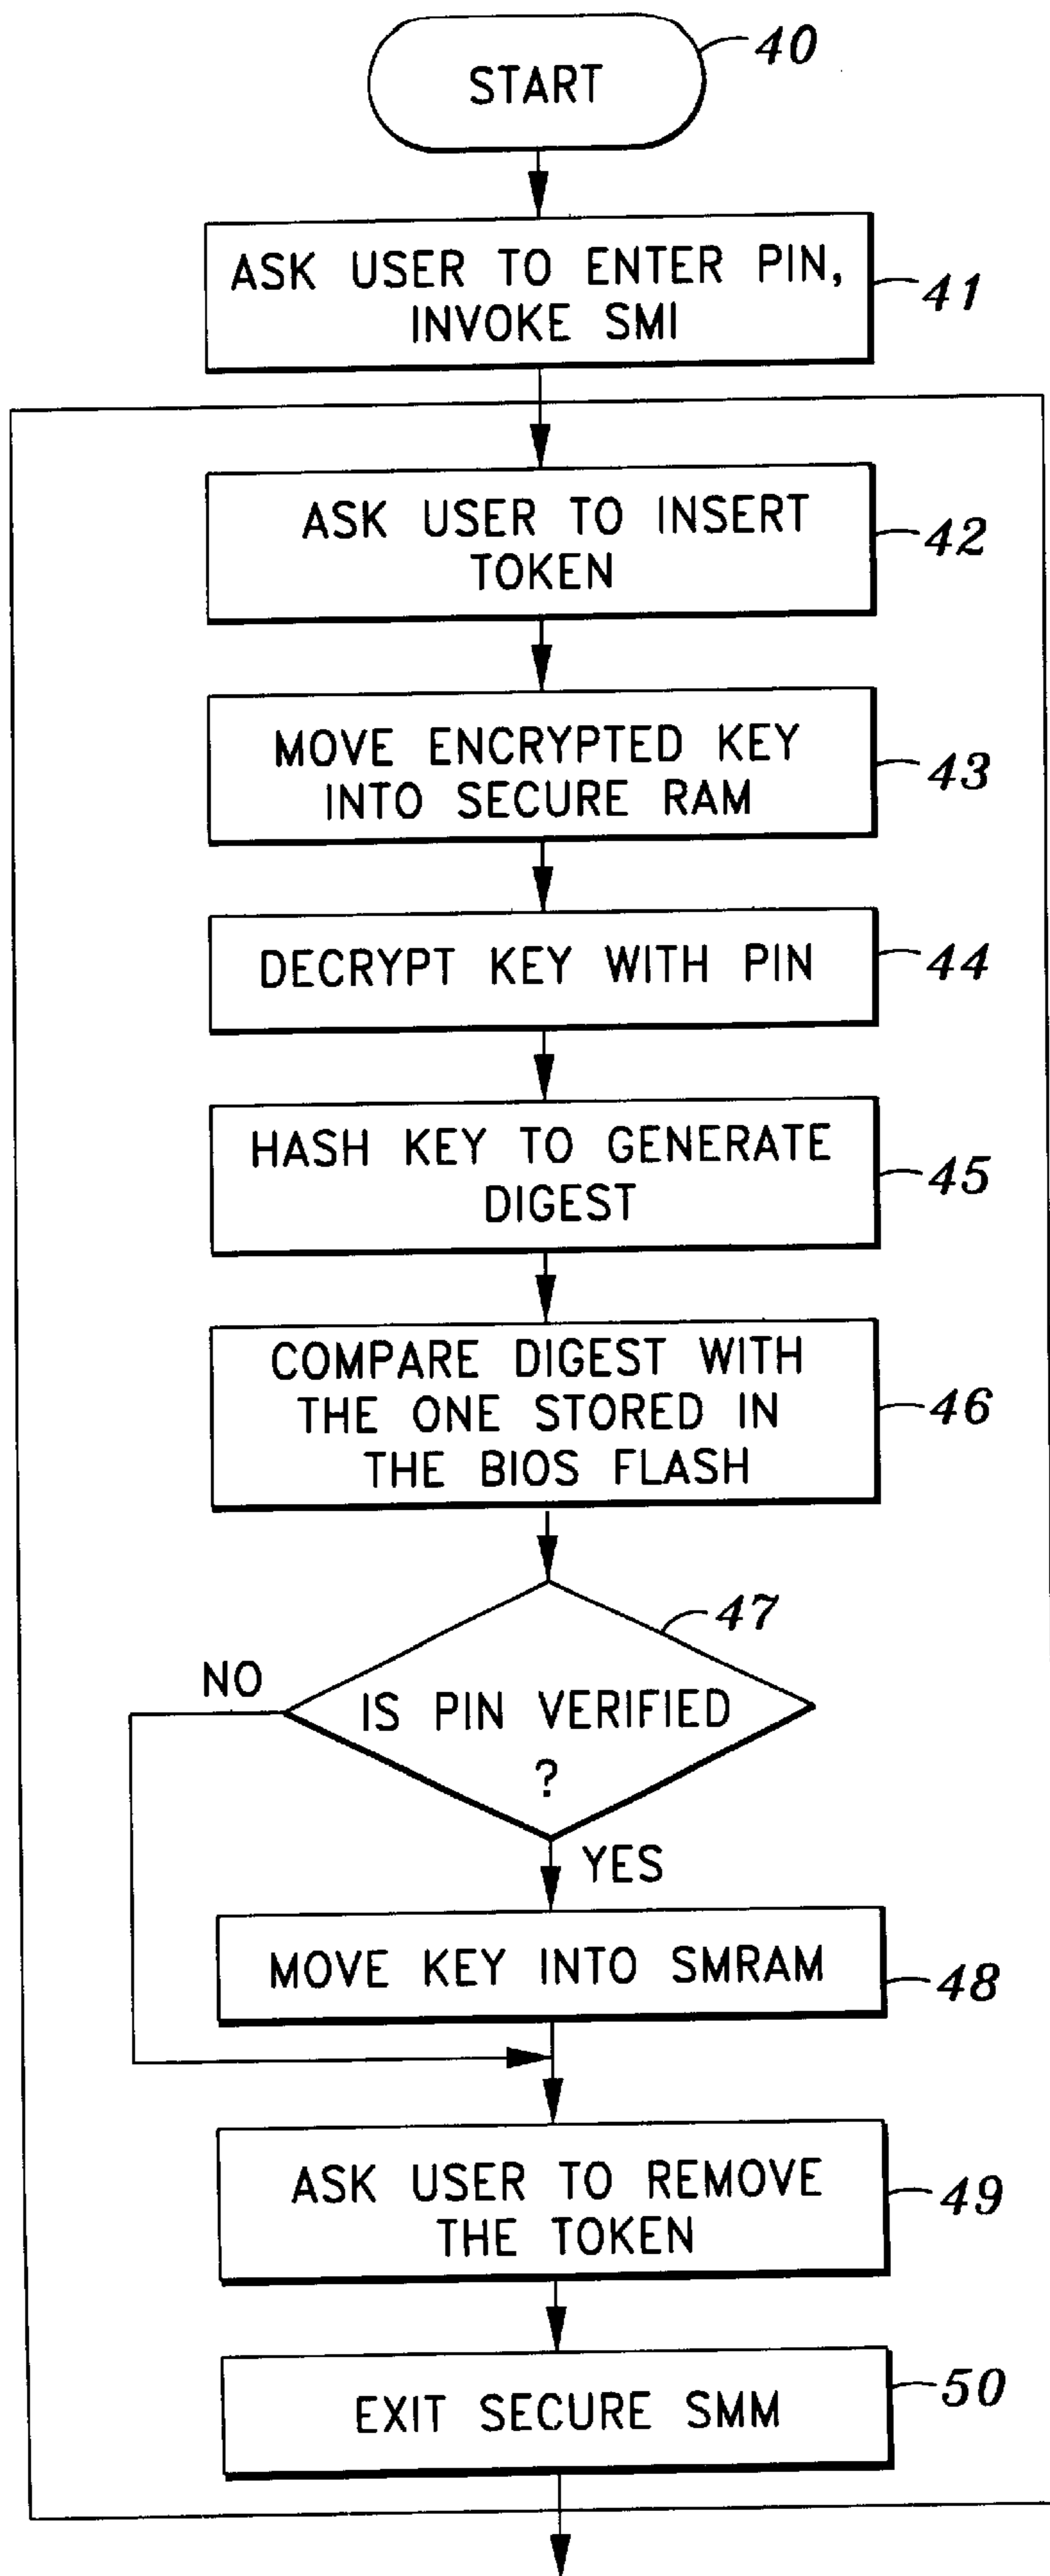 START
40
ASK USER TO ENTER PIN,
INVOKE SMI
41
ASK USER TO INSERT
TOKEN
42
MOVE ENCRYPTED KEY
INTO SECURE RAM
43
DECRYPT KEY WITH PIN
44
HASH KEY TO GENERATE
DIGEST
45
COMPARE DIGEST WITH
THE ONE STORED IN
THE BIOS FLASH
46
47
NO
IS PIN VERIFIED
?
YES
MOVE KEY INTO SMRAM
48
ASK USER TO REMOVE
THE TOKEN
49
EXIT SECURE SMM
50